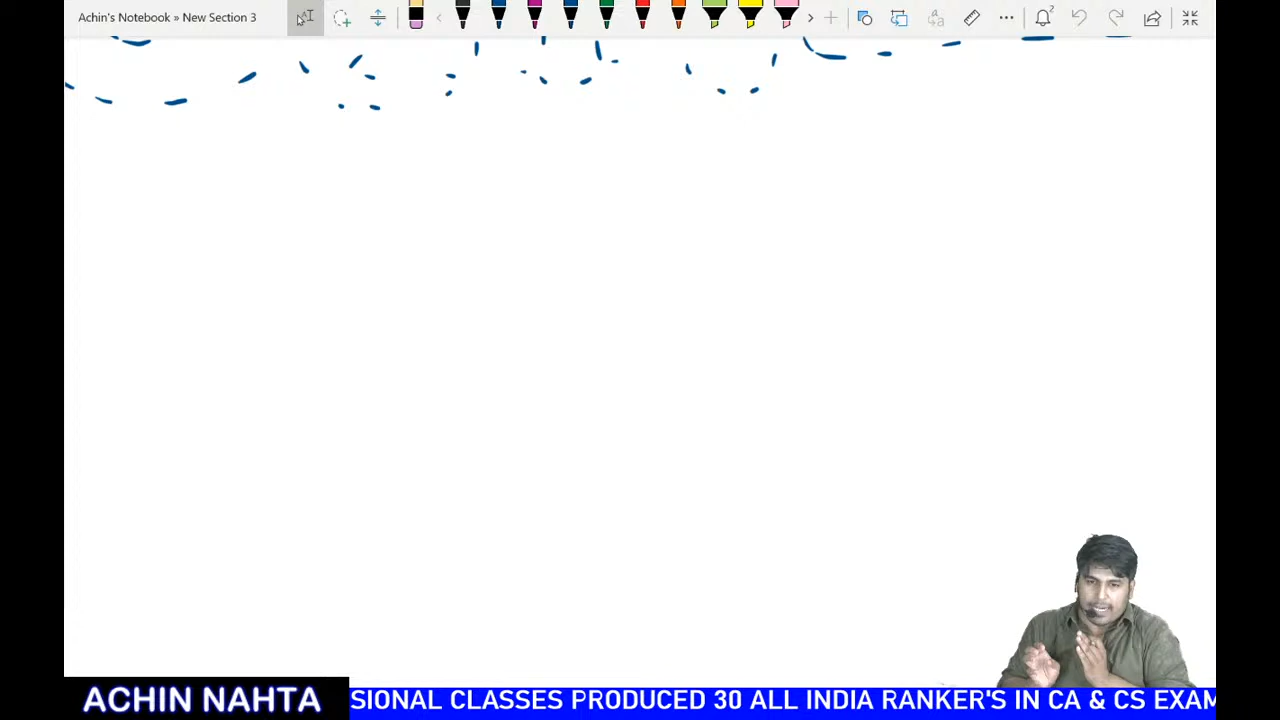 Achin's Notebook » New Section 3
ACHIN NAHTA
SIONAL CLASSES PRODUCED 30 ALL INDIA RANKER'S IN CA & CS EXAM